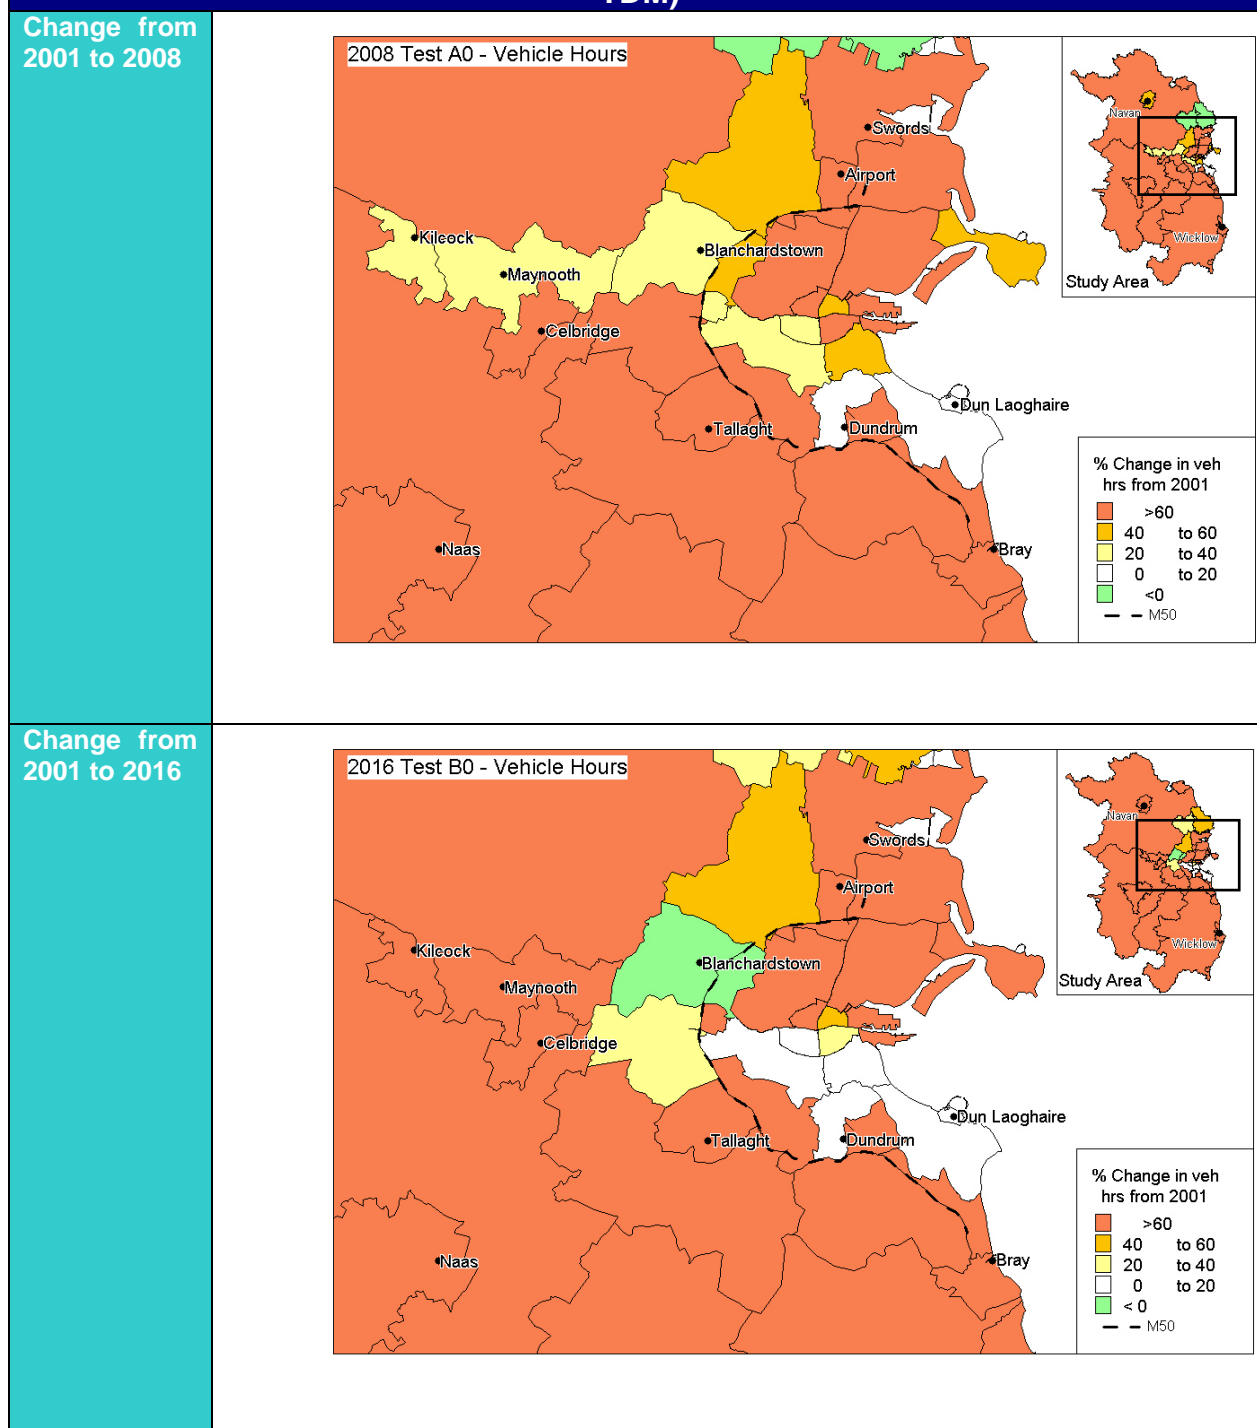 Change from
2001 to 2008
2008 Test A0 - Vehicle Hours
Navan
Wicklow
Study Area
Swords
Airport
Kilcock
Blanchardstown
Maynooth
Celbridge
Dun Laoghaire
Tallaght
Dundrum
Naas
Bray
% Change in veh
hrs from 2001
>60
40 to 60
20 to 40
0 to 20
<0
M50
Change from
2001 to 2016
2016 Test B0 - Vehicle Hours
Navan
Wicklow
Study Area
Swords
Airport
Kilcock
Blanchardstown
Maynooth
Celbridge
Dun Laoghaire
Tallaght
Dundrum
Naas
Bray
% Change in veh
hrs from 2001
>60
40 to 60
20 to 40
0 to 20
< 0
M50